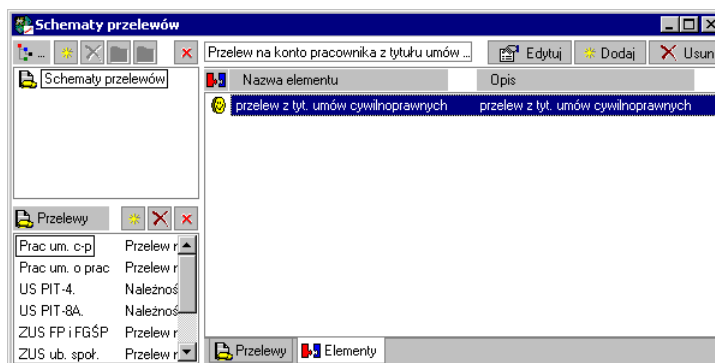 Schematy przelewów
... Przelew na konto pracownika z tytułu umów ... Edytuj Dodaj Usuń
Schematy przelewów
Nazwa elementu Opis
przelew z tyt. umów cywilnoprawnych przelew z tyt. umów cywilnoprawnych
Przelewy
Prac um. c-p Przelew r
Prac um. o prac Przelew r
US PIT-4. Należnoś
US PIT-8A. Należnoś
ZUS FP i FGŚP Przelew r
ZUS ub. społ. Przelew r
Przelewy Elementy